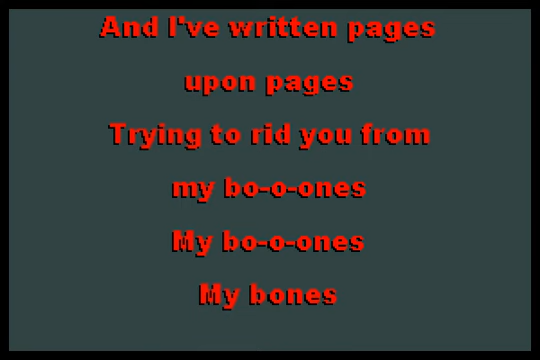 And I've written pages
upon pages
Trying to rid you from
my bo-o-ones
My bo-o-ones
My bones